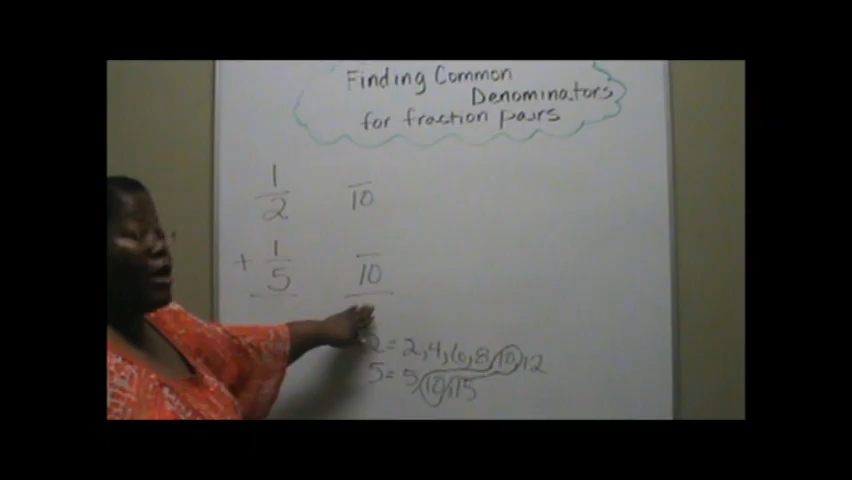 Finding Common
Denominators
for fraction pairs
1
2
10
+ 1
5
10
2 = 2, 4, 6, 8, 10, 12
5 = 5, 10, 15